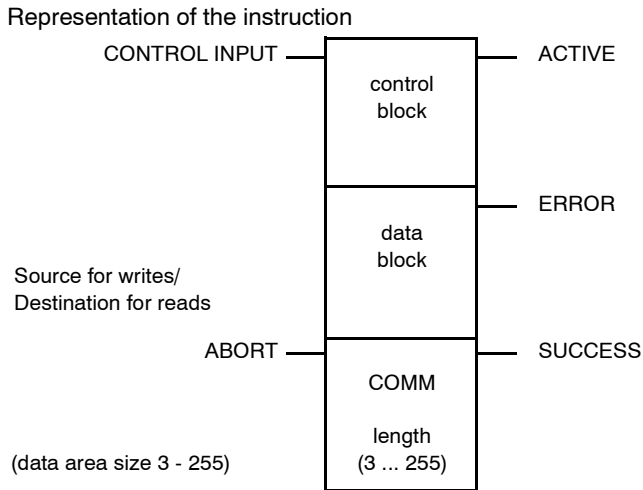 Representation of the instruction
CONTROL INPUT
ACTIVE
control
block
ERROR
data
block
Source for writes/
Destination for reads
ABORT
SUCCESS
COMM
length
(data area size 3 - 255)
(3 ... 255)